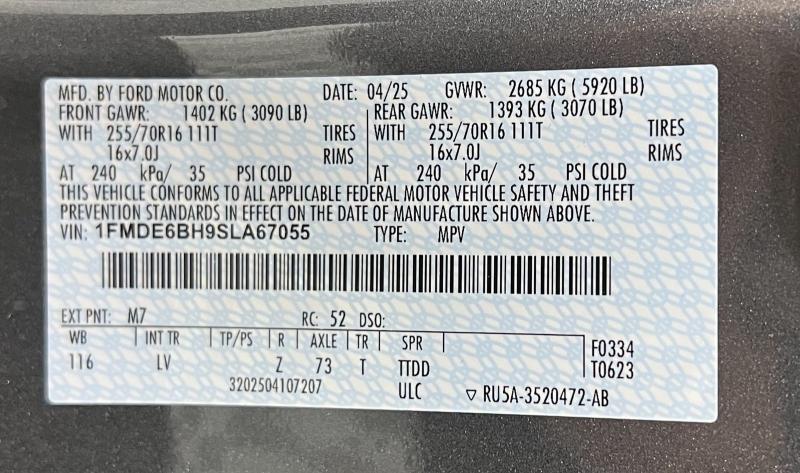 MFD. BY FORD MOTOR CO. DATE: 04/25 GVWR: 2685 KG ( 5920 LB)
FRONT GAWR: 1402 KG ( 3090 LB) REAR GAWR: 1393 KG ( 3070 LB)
WITH 255/70R16 111T TIRES WITH 255/70R16 111T TIRES
16x7.0J RIMS 16x7.0J RIMS
AT 240 kPa/ 35 PSI COLD AT 240 kPa/ 35 PSI COLD
THIS VEHICLE CONFORMS TO ALL APPLICABLE FEDERAL MOTOR VEHICLE SAFETY AND THEFT
PREVENTION STANDARDS IN EFFECT ON THE DATE OF MANUFACTURE SHOWN ABOVE.
VIN: 1FMDE6BH9SLA67055 TYPE: MPV
EXT PNT: M7 RC: 52 DSO:
WB INT TR TP/PS R AXLE TR SPR F0334
116 LV Z 73 T TTDD T0623
3202504107207 ULC ▽ RU5A-3520472-AB